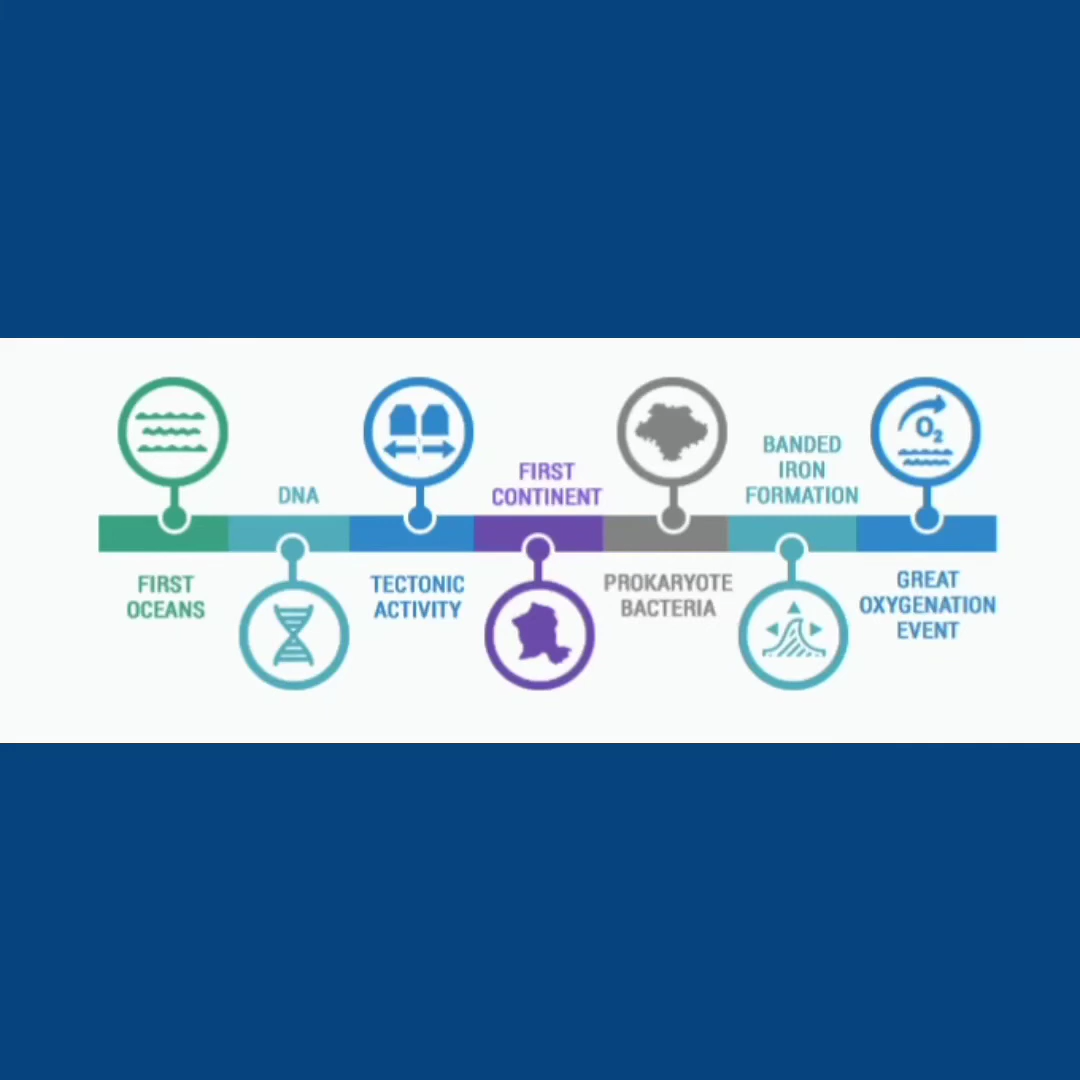 FIRST
OCEANS
DNA
TECTONIC
ACTIVITY
FIRST
CONTINENT
PROKARYOTE
BACTERIA
BANDED
IRON
FORMATION
O₂
GREAT
OXYGENATION
EVENT